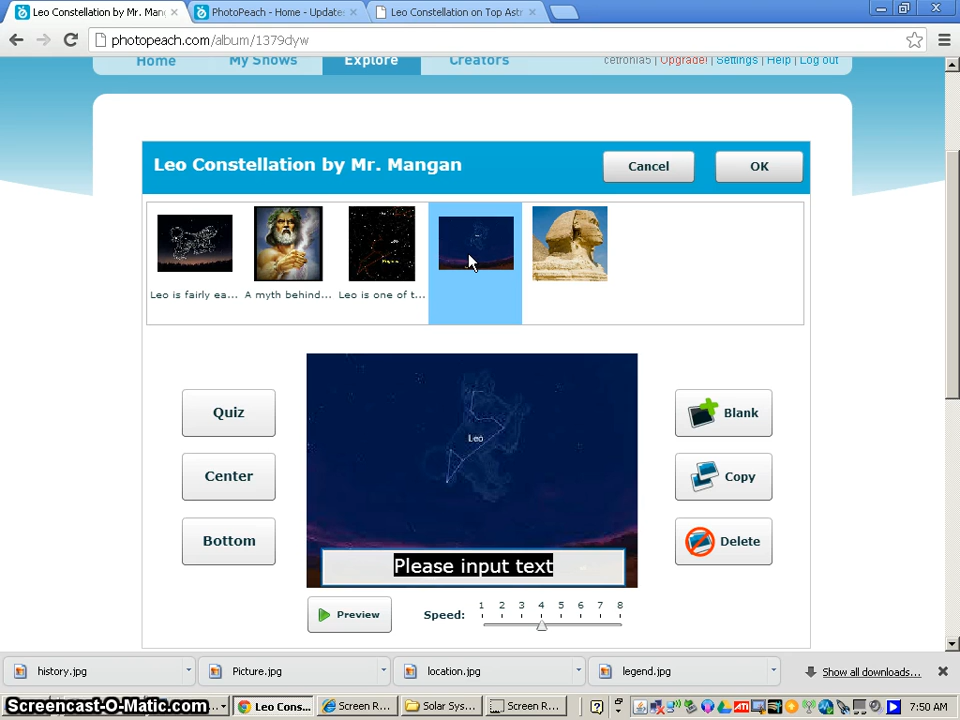 Leo Constellation by Mr. Man
PhotoPeach - Home - Update
Leo Constellation on Top Ast
photopeach.com/album/1379dyw
Home My Shows Explore Creators cetronia5 | Upgrade! | Settings | Help | Log out
Leo Constellation by Mr. Mangan
Cancel OK
Leo is fairly ea... A myth behind... Leo is one of t...
Quiz
Center
Bottom
Leo
Blank
Copy
Delete
Please input text
Preview
Speed: 1 2 3 4 5 6 7 8
history.jpg Picture.jpg location.jpg legend.jpg Show all downloads...
Screencast-O-Matic.com Leo Cons... Screen R... Solar Sy... Screen R... 7:50 AM